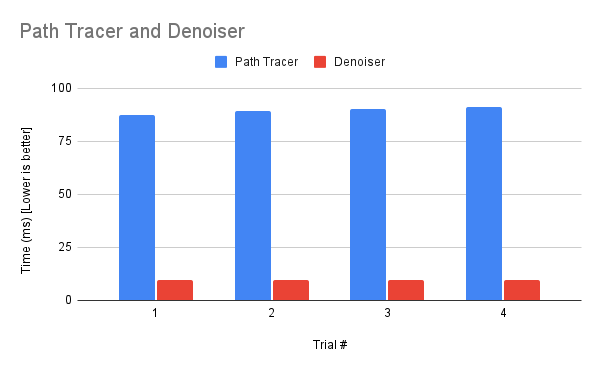 Path Tracer and Denoiser
Path Tracer
Denoiser
Time (ms) [Lower is better]
100
75
50
25
0
1
2
3
4
Trial #